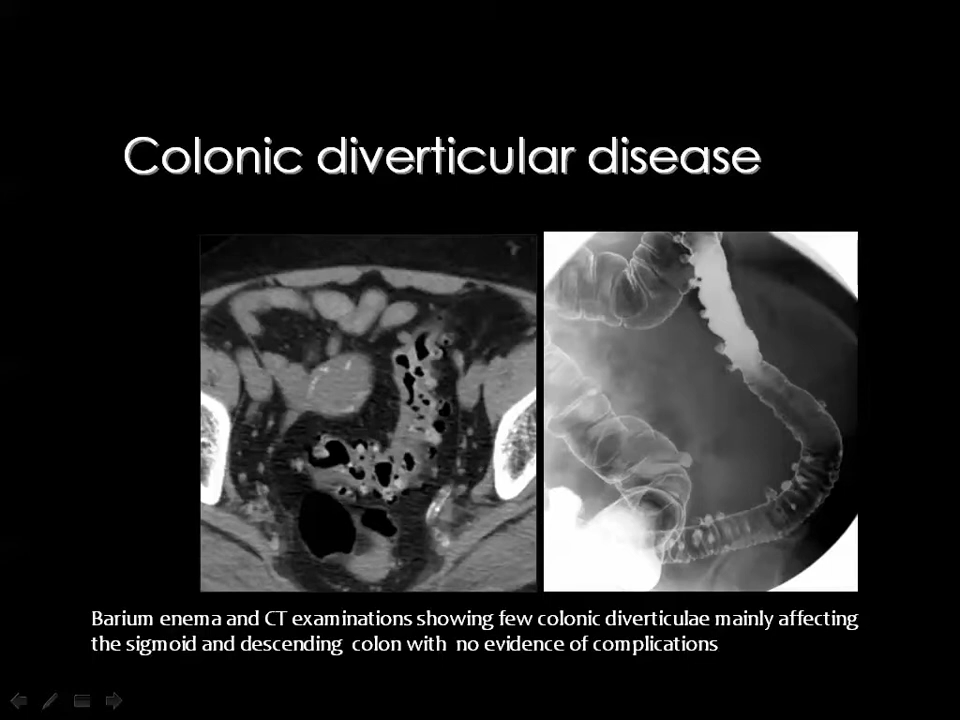 Colonic diverticular disease
Barium enema and CT examinations showing few colonic diverticulae mainly affecting
the sigmoid and descending colon with no evidence of complications